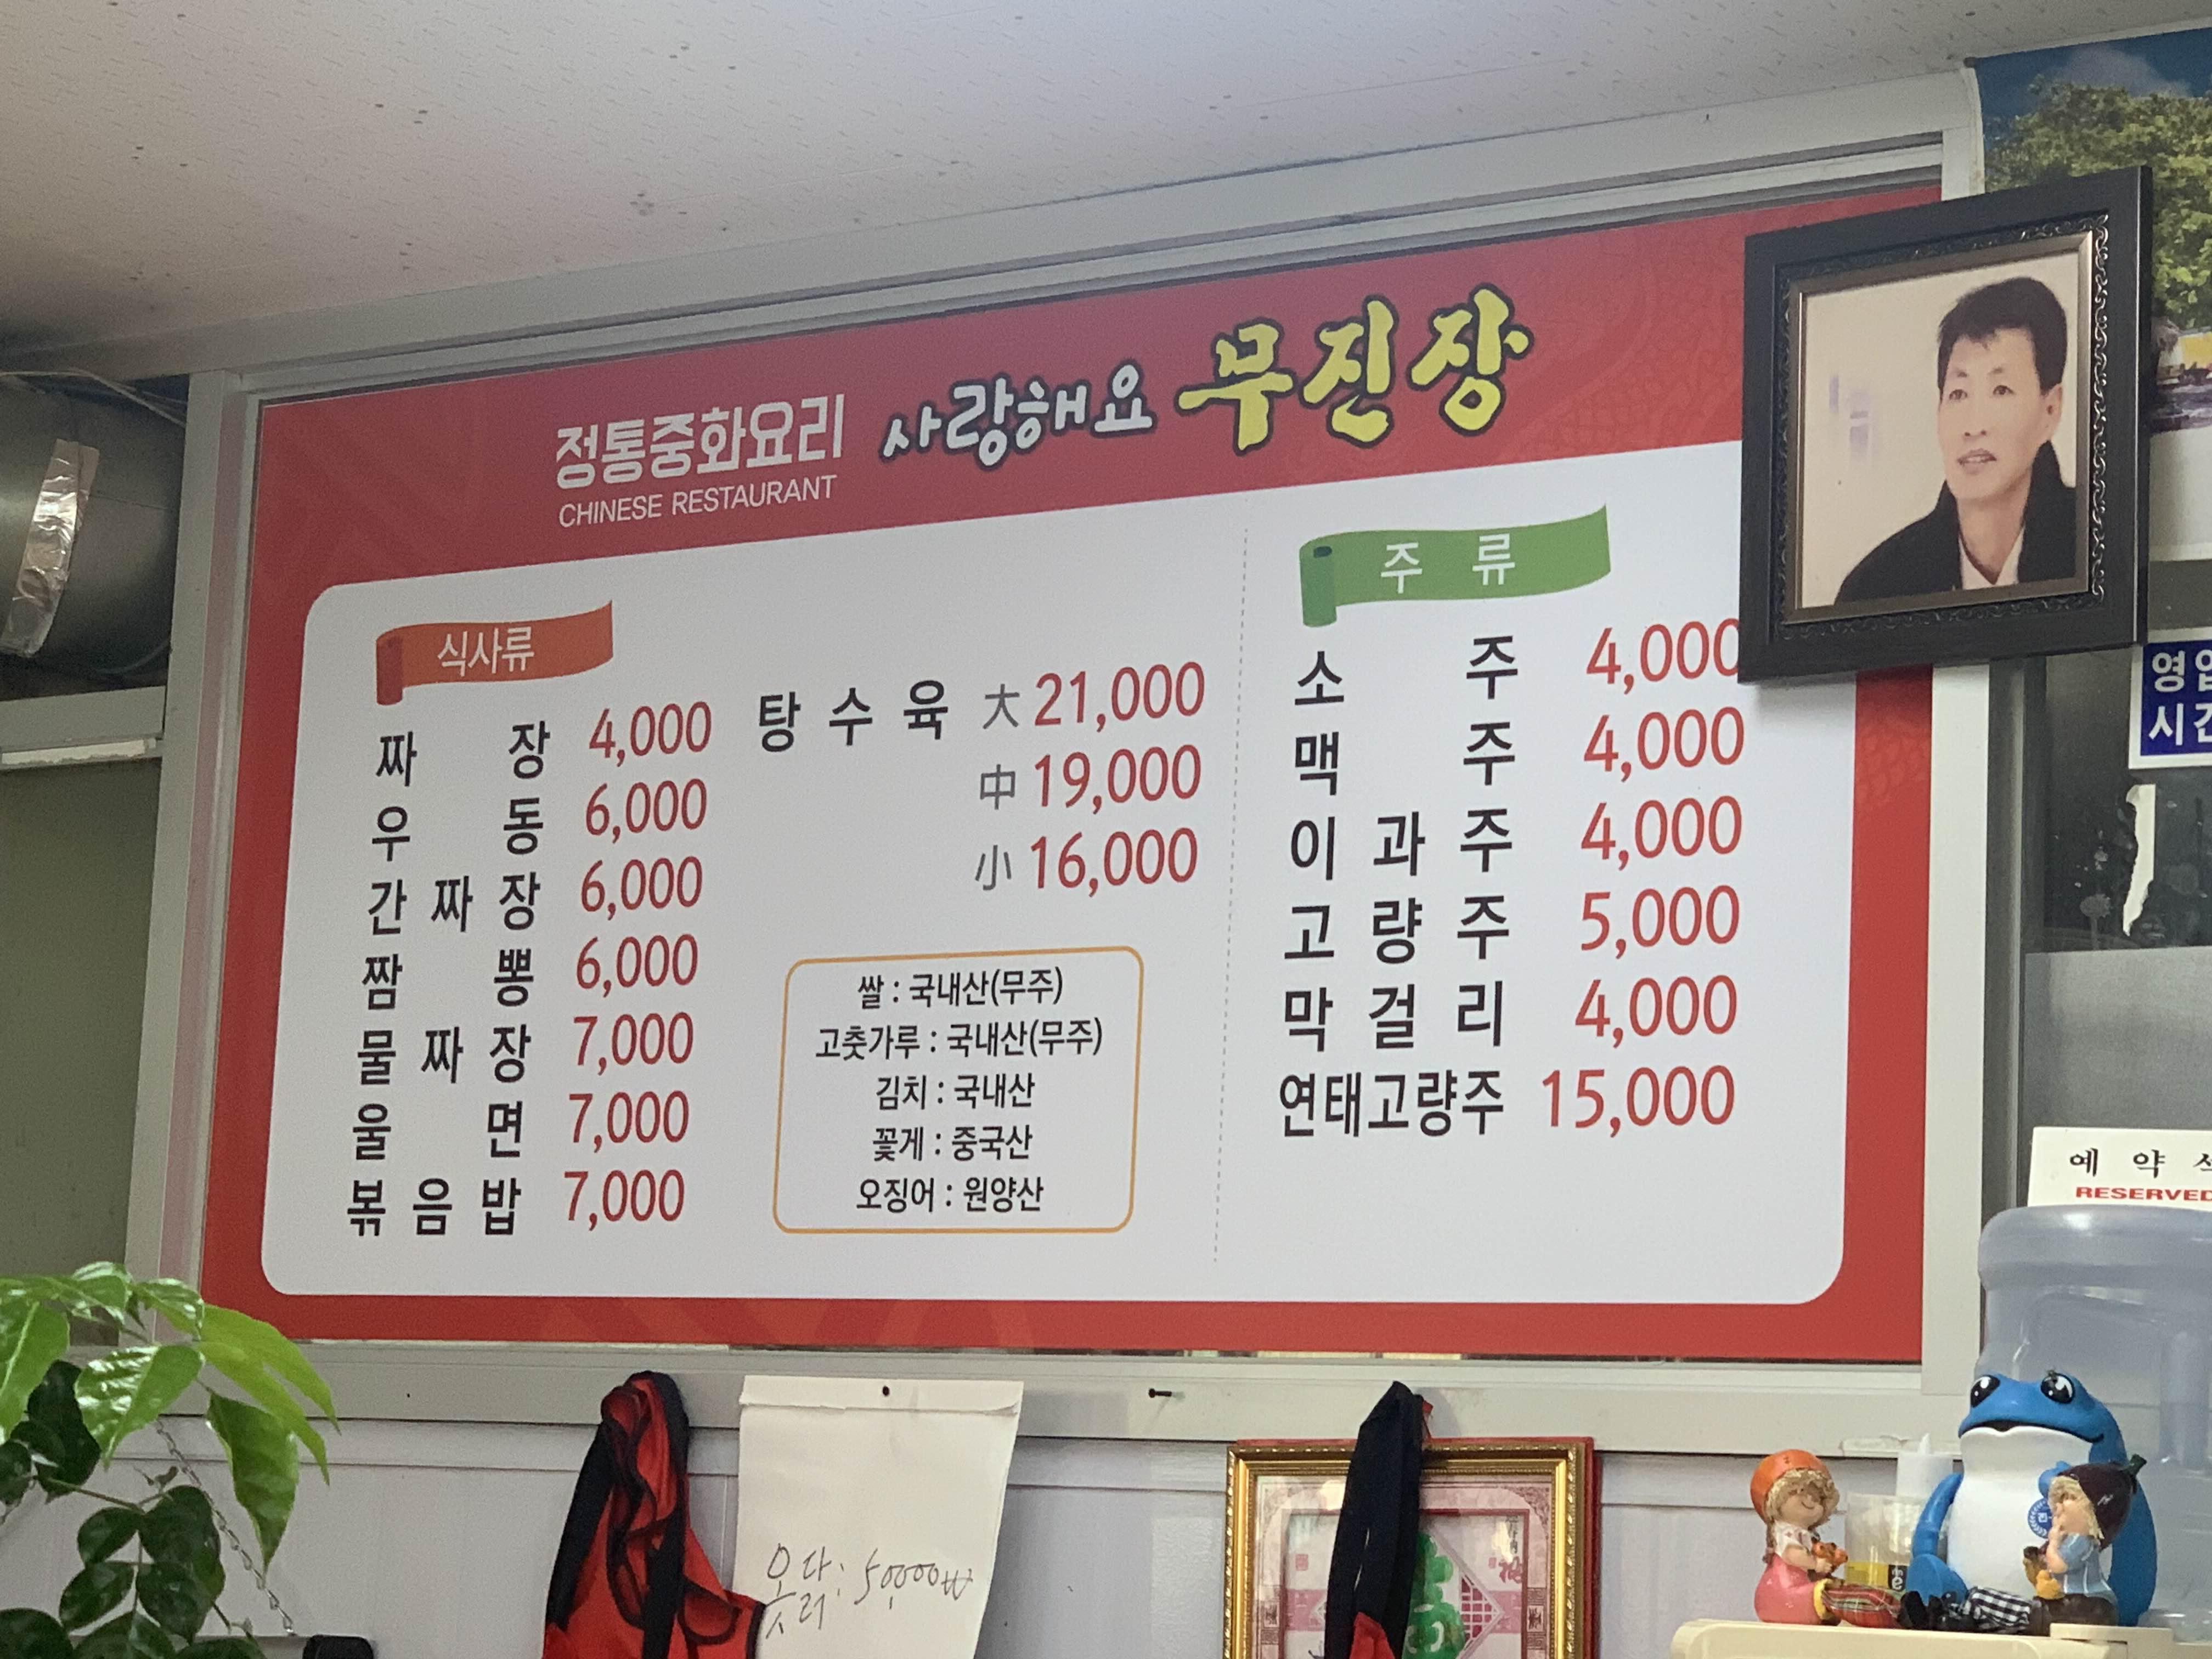 정통중화요리 사랑해요 무진장
CHINESE RESTAURANT
식사류
짜장 4,000
우동 6,000
간짜장 6,000
짬뽕 6,000
물짜장 7,000
울면 7,000
볶음밥 7,000
탕수육 大 21,000
中 19,000
小 16,000
쌀 : 국내산(무주)
고춧가루 : 국내산(무주)
김치 : 국내산
꽃게 : 중국산
오징어 : 원양산
주류
소주 4,000
맥주 4,000
이과주 4,000
고량주 5,000
막걸리 4,000
연태고량주 15,000
영업
시간
예약석
RESERVED
옷닭: 50,000₩